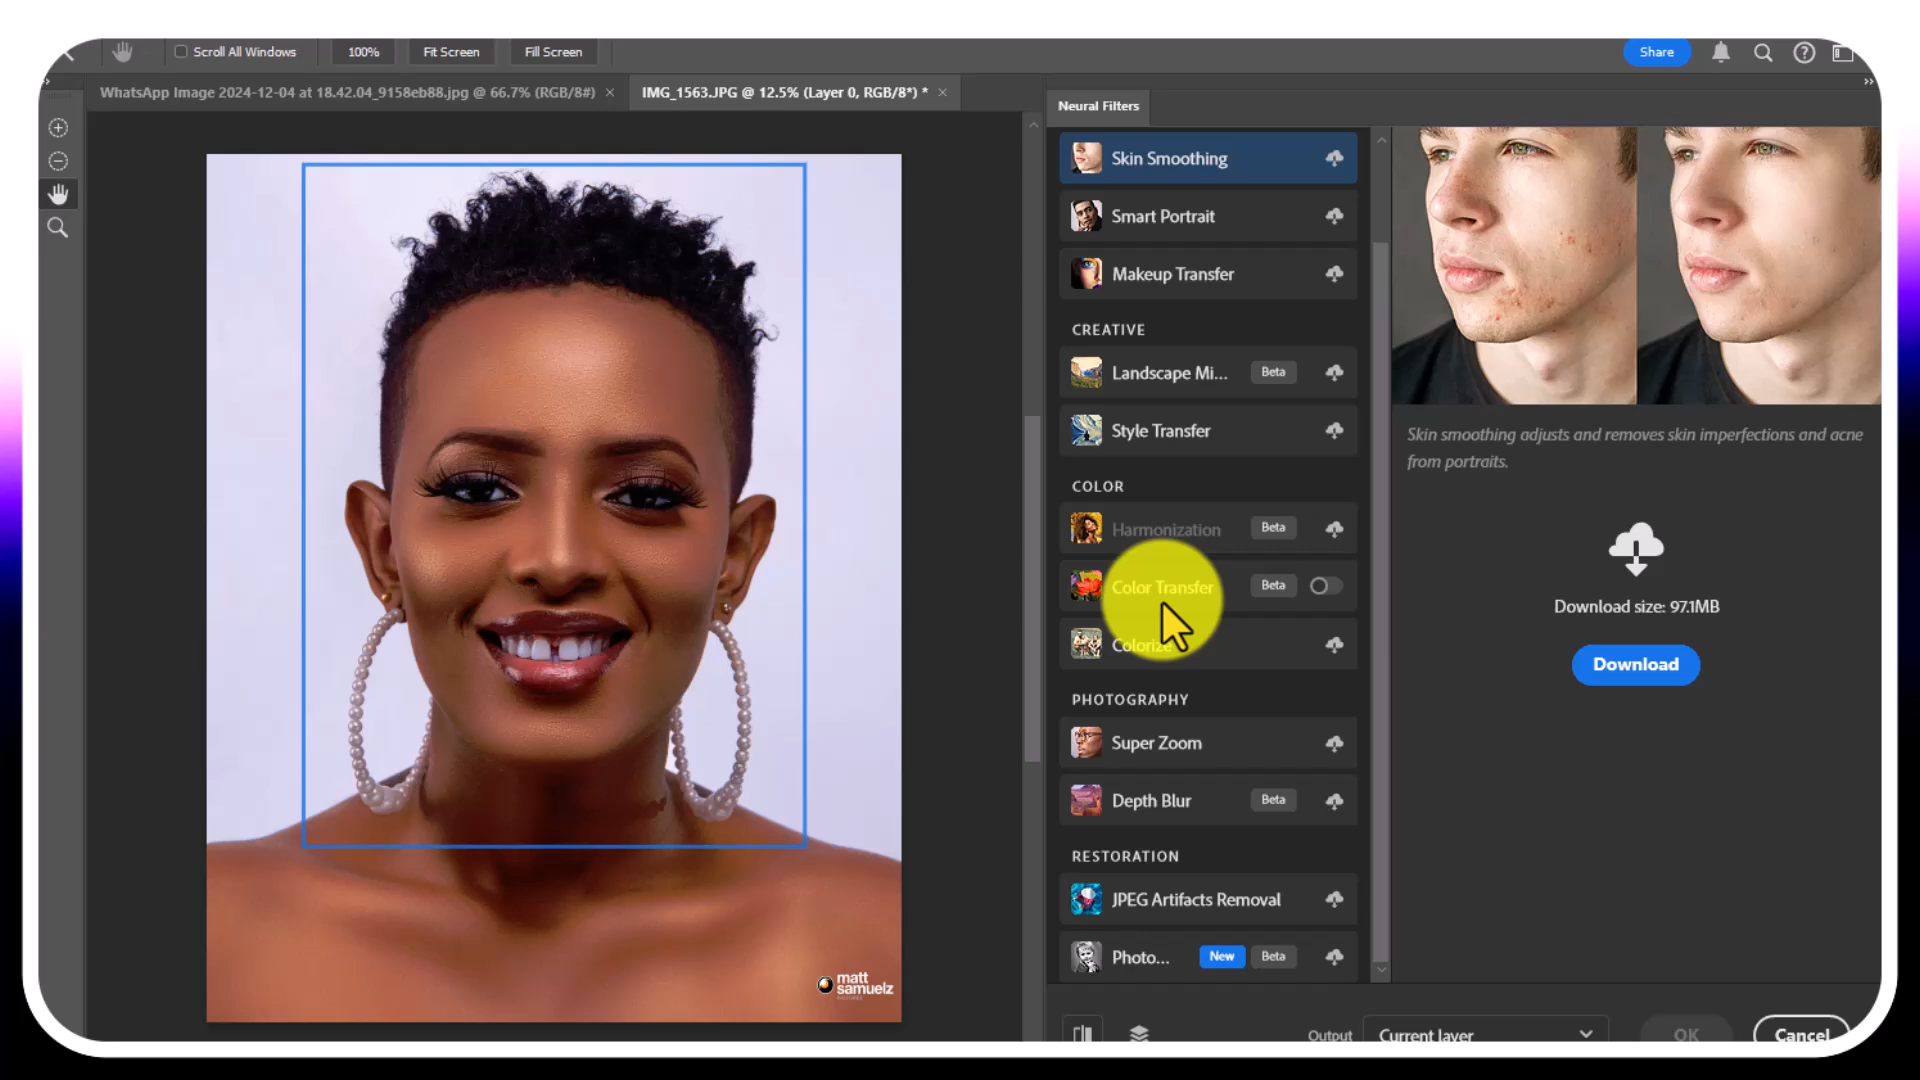 Scroll All Windows
100%
Fit Screen
Fill Screen
Share
WhatsApp Image 2024-12-04 at 18.42.04_9158eb88.jpg @ 66.7% (RGB/8#) ×
IMG_1563.JPG @ 12.5% (Layer 0, RGB/8*) * ×
Neural Filters
Skin Smoothing
Smart Portrait
Makeup Transfer
CREATIVE
Landscape Mi... Beta
Style Transfer
COLOR
Harmonization Beta
Color Transfer Beta
Colorize
PHOTOGRAPHY
Super Zoom
Depth Blur Beta
RESTORATION
JPEG Artifacts Removal
Photo... New Beta
Skin smoothing adjusts and removes skin imperfections and acne
from portraits.
Download size: 97.1MB
Download
matt
samuelz
Output
Current layer
OK
Cancel